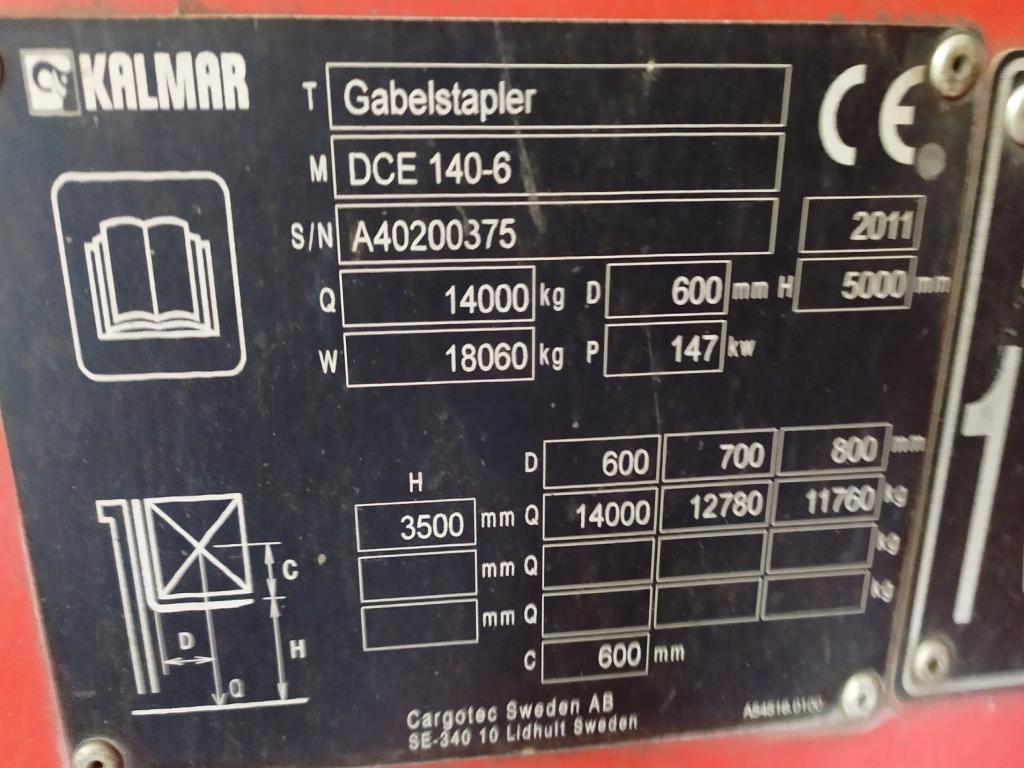 KALMAR
T Gabelstapler
M DCE 140-6
S/N A40200375 2011
Q 14000 kg D 600 mm H 5000 mm
W 18060 kg P 147 kw
CE
D 600 700 800 mm
H
3500 mm Q 14000 12780 11760 kg
mm Q kg
mm Q kg
C 600 mm
C
D
H
Q
Cargotec Sweden AB
SE-340 10 Lidhult Sweden
1